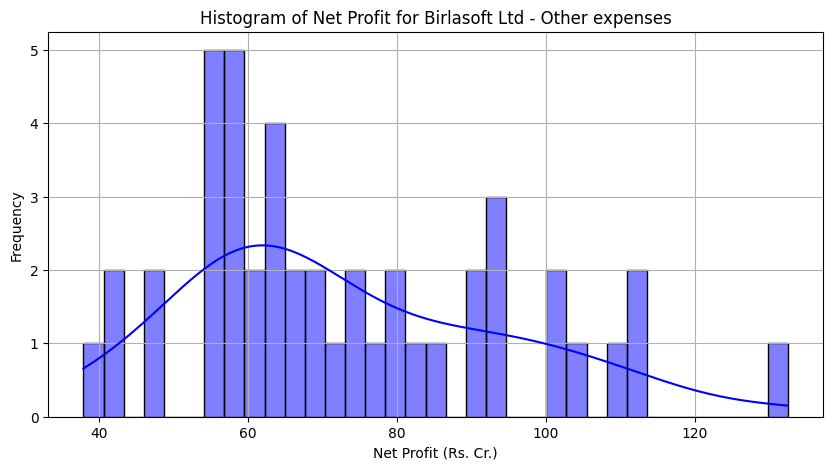 Histogram of Net Profit for Birlasoft Ltd - Other expenses
5
4
3
2
1
0
Frequency
40 60 80 100 120
Net Profit (Rs. Cr.)